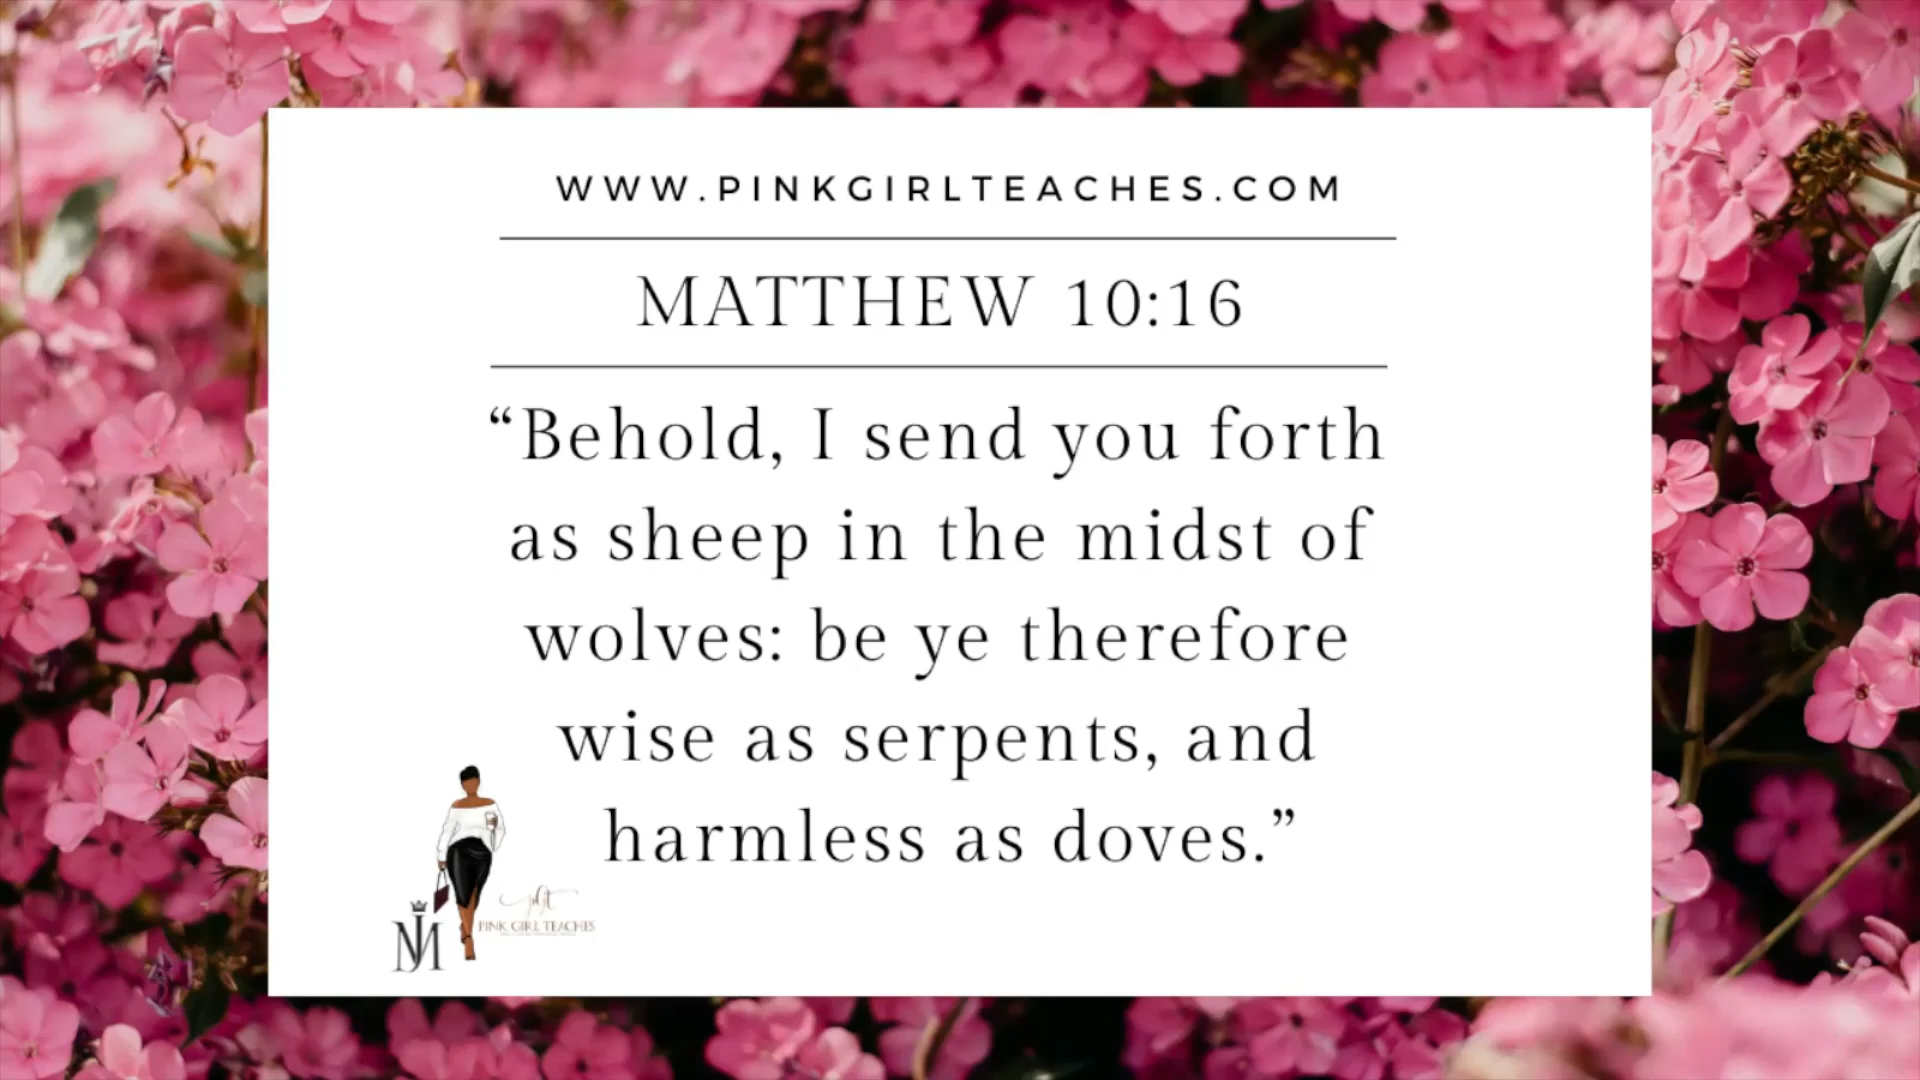 WWW.PINKGIRLTEACHES.COM
MATTHEW 10:16
“Behold, I send you forth
as sheep in the midst of
wolves: be ye therefore
wise as serpents, and
harmless as doves.”
PINK GIRL TEACHES